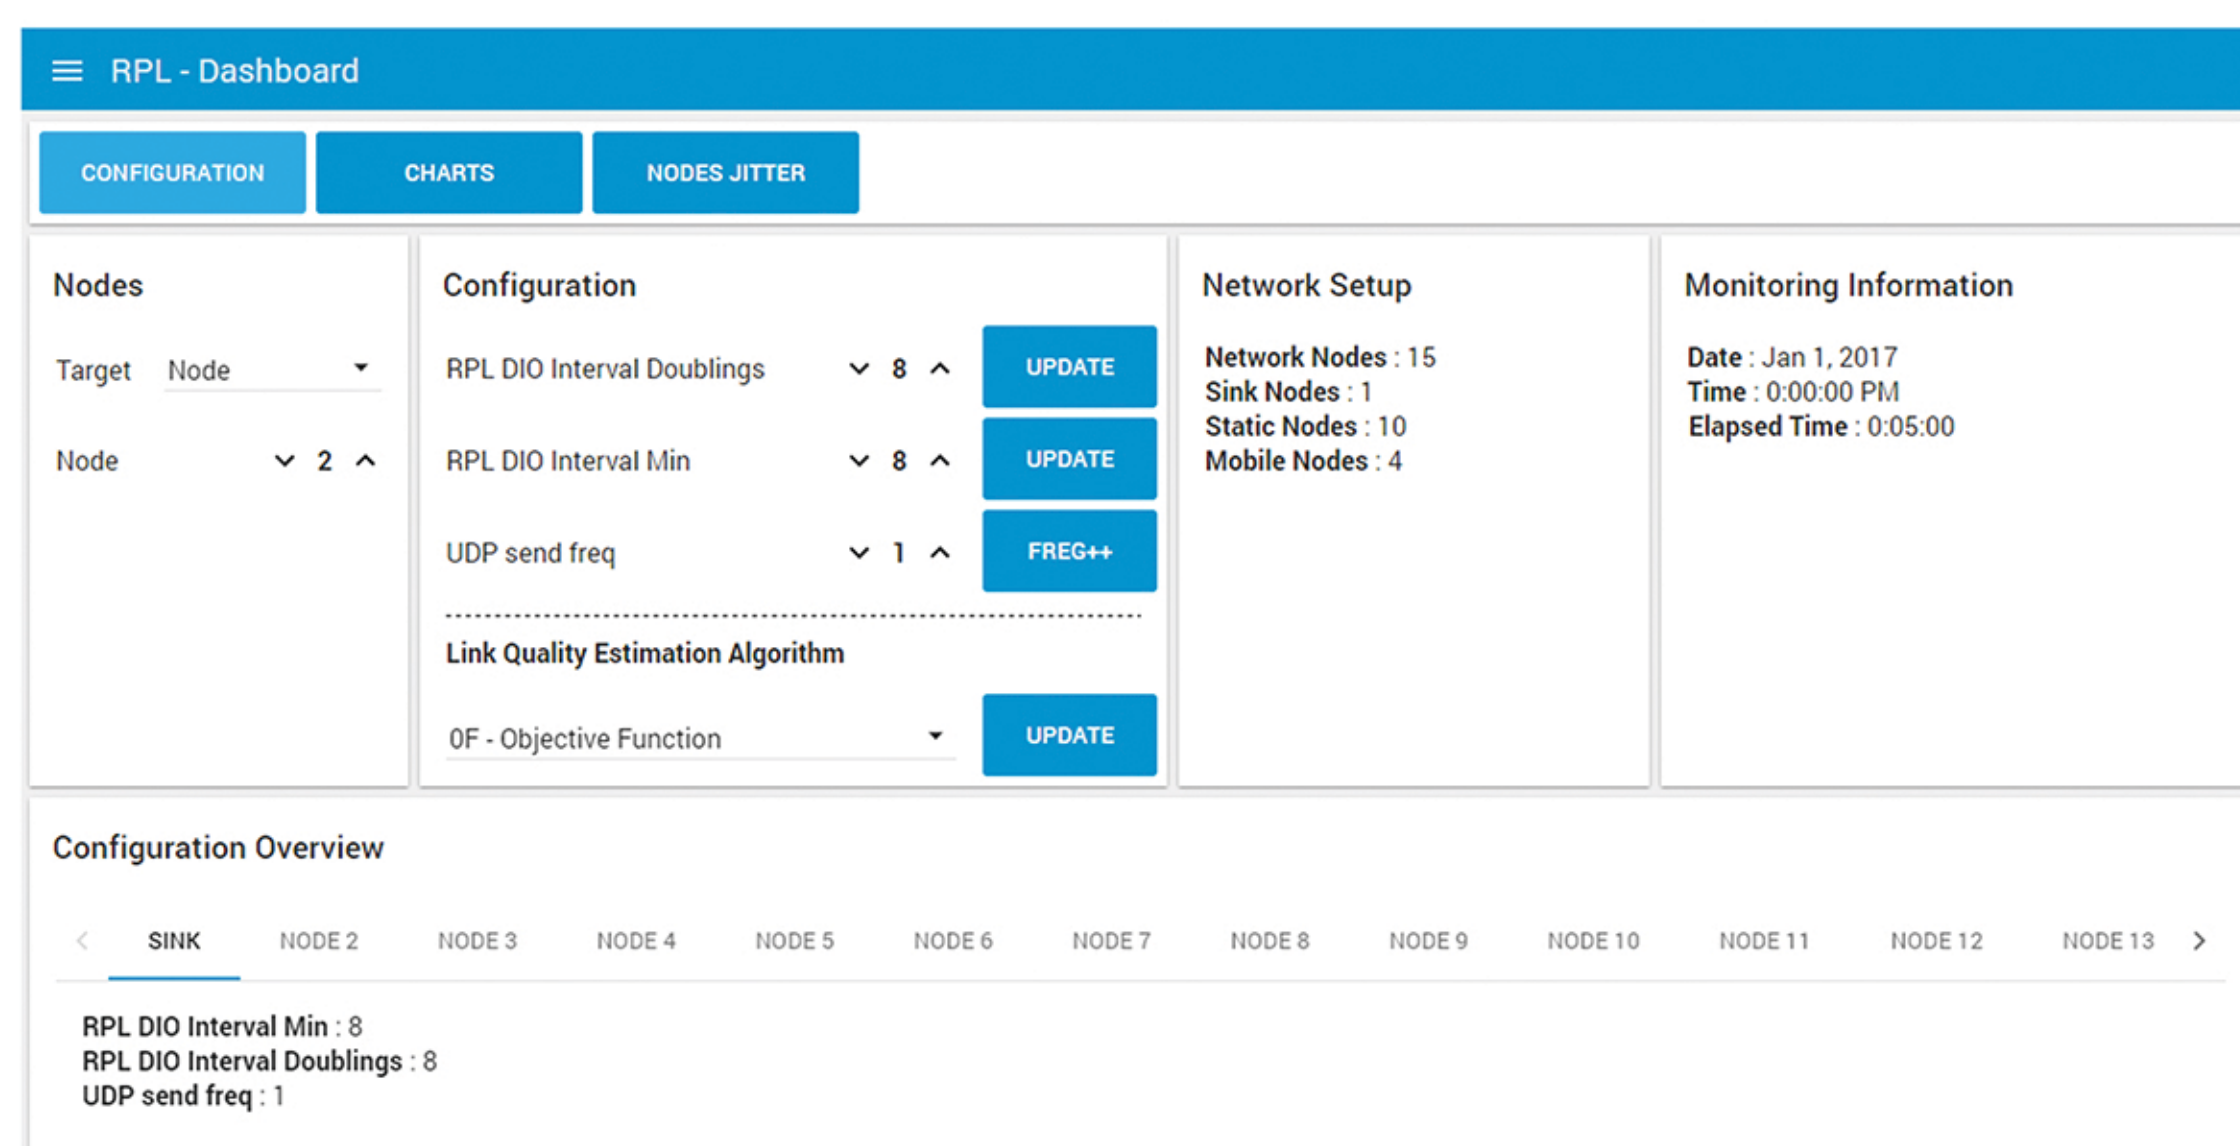 RPL - Dashboard
CONFIGURATION CHARTS NODES JITTER
Nodes
Target Node
Node 2
Configuration
RPL DIO Interval Doublings 8 UPDATE
RPL DIO Interval Min 8 UPDATE
UDP send freq 1 FREG++
Link Quality Estimation Algorithm
0F - Objective Function UPDATE
Network Setup
Network Nodes : 15
Sink Nodes : 1
Static Nodes : 10
Mobile Nodes : 4
Monitoring Information
Date : Jan 1, 2017
Time : 0:00:00 PM
Elapsed Time : 0:05:00
Configuration Overview
SINK NODE 2 NODE 3 NODE 4 NODE 5 NODE 6 NODE 7 NODE 8 NODE 9 NODE 10 NODE 11 NODE 12 NODE 13
RPL DIO Interval Min : 8
RPL DIO Interval Doublings : 8
UDP send freq : 1